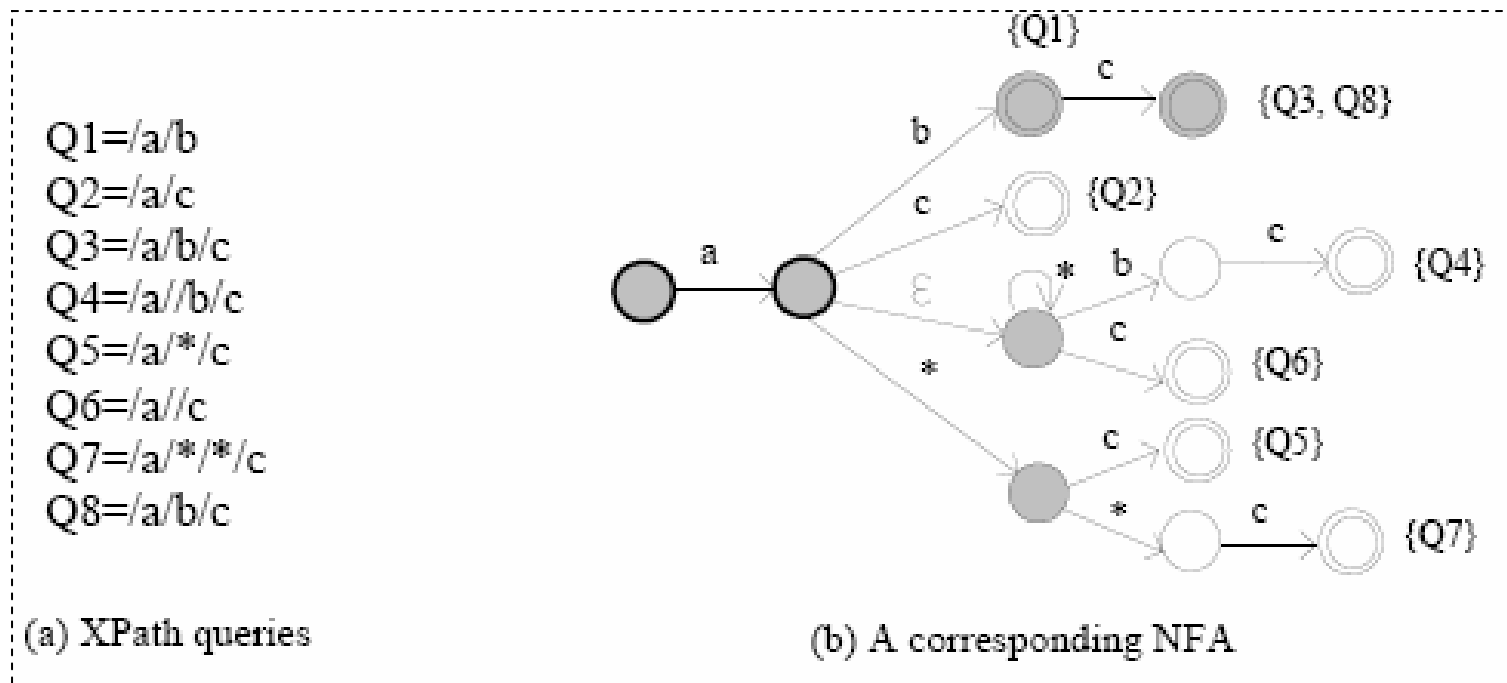 Q1=/a/b
Q2=/a/c
Q3=/a/b/c
Q4=/a//b/c
Q5=/a/*/c
Q6=/a//c
Q7=/a/*/*/c
Q8=/a/b/c
(a) XPath queries
{Q1}
c
{Q3, Q8}
b
c
{Q2}
a
ε
*
b
c
{Q4}
c
{Q6}
*
c
{Q5}
*
c
{Q7}
(b) A corresponding NFA